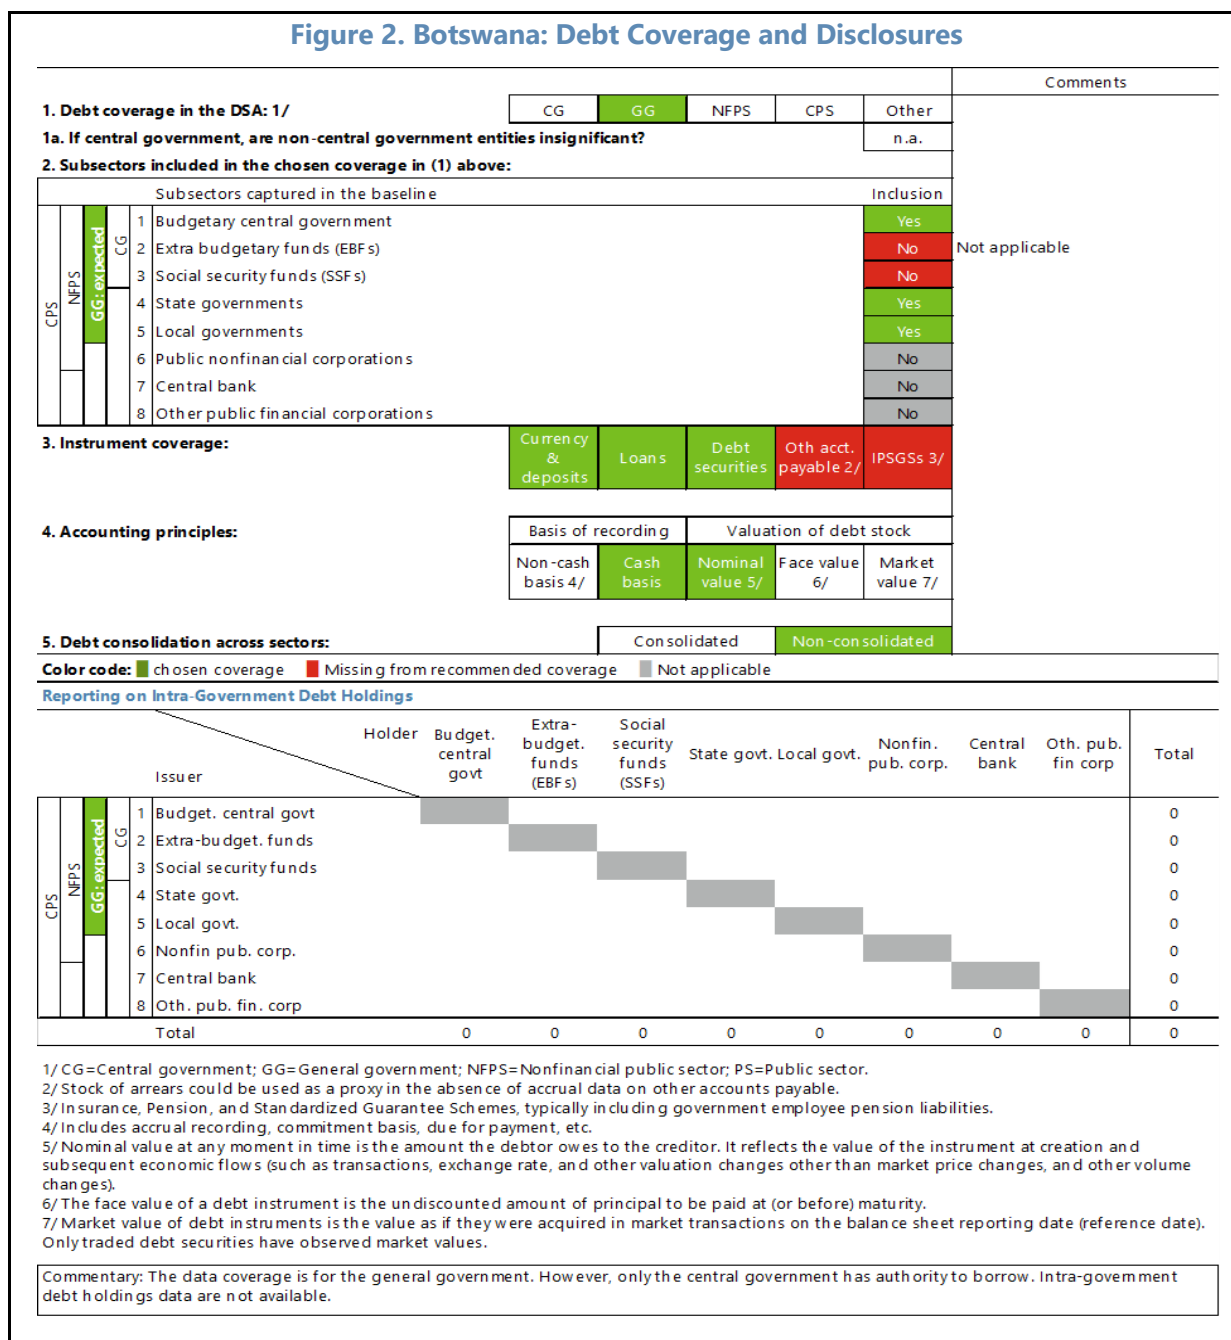 Figure 2. Botswana: Debt Coverage and Disclosures
Comments
1. Debt coverage in the DSA: 1/ CG GG NFPS CPS Other
1a. If central government, are non-central government entities insignificant? n.a.
2. Subsectors included in the chosen coverage in (1) above:
Subsectors captured in the baseline Inclusion
CPS
NFPS
GG: expected
CG
1 Budgetary central government Yes
2 Extra budgetary funds (EBFs) No Not applicable
3 Social security funds (SSFs) No
4 State governments Yes
5 Local governments Yes
6 Public nonfinancial corporations No
7 Central bank No
8 Other public financial corporations No
3. Instrument coverage:
Currency & deposits
Loans
Debt securities
Oth acct. payable 2/
IPSGSs 3/
4. Accounting principles:
Basis of recording Valuation of debt stock
Non-cash basis 4/
Cash basis
Nominal value 5/
Face value 6/
Market value 7/
5. Debt consolidation across sectors: Consolidated Non-consolidated
Color code: chosen coverage Missing from recommended coverage Not applicable
Reporting on Intra-Government Debt Holdings
Holder
Issuer
Budget. central govt
Extra-budget. funds (EBFs)
Social security funds (SSFs)
State govt.
Local govt.
Nonfin. pub. corp.
Central bank
Oth. pub. fin corp
Total
CPS
NFPS
GG: expected
CG
1 Budget. central govt 0
2 Extra-budget. funds 0
3 Social security funds 0
4 State govt. 0
5 Local govt. 0
6 Nonfin pub. corp. 0
7 Central bank 0
8 Oth. pub. fin. corp 0
Total 0 0 0 0 0 0 0 0 0
1/ CG=Central government; GG=General government; NFPS=Nonfinancial public sector; PS=Public sector.
2/ Stock of arrears could be used as a proxy in the absence of accrual data on other accounts payable.
3/ Insurance, Pension, and Standardized Guarantee Schemes, typically including government employee pension liabilities.
4/ Includes accrual recording, commitment basis, due for payment, etc.
5/ Nominal value at any moment in time is the amount the debtor owes to the creditor. It reflects the value of the instrument at creation and
subsequent economic flows (such as transactions, exchange rate, and other valuation changes other than market price changes, and other volume
changes).
6/ The face value of a debt instrument is the undiscounted amount of principal to be paid at (or before) maturity.
7/ Market value of debt instruments is the value as if they were acquired in market transactions on the balance sheet reporting date (reference date).
Only traded debt securities have observed market values.
Commentary: The data coverage is for the general government. However, only the central government has authority to borrow. Intra-government
debt holdings data are not available.